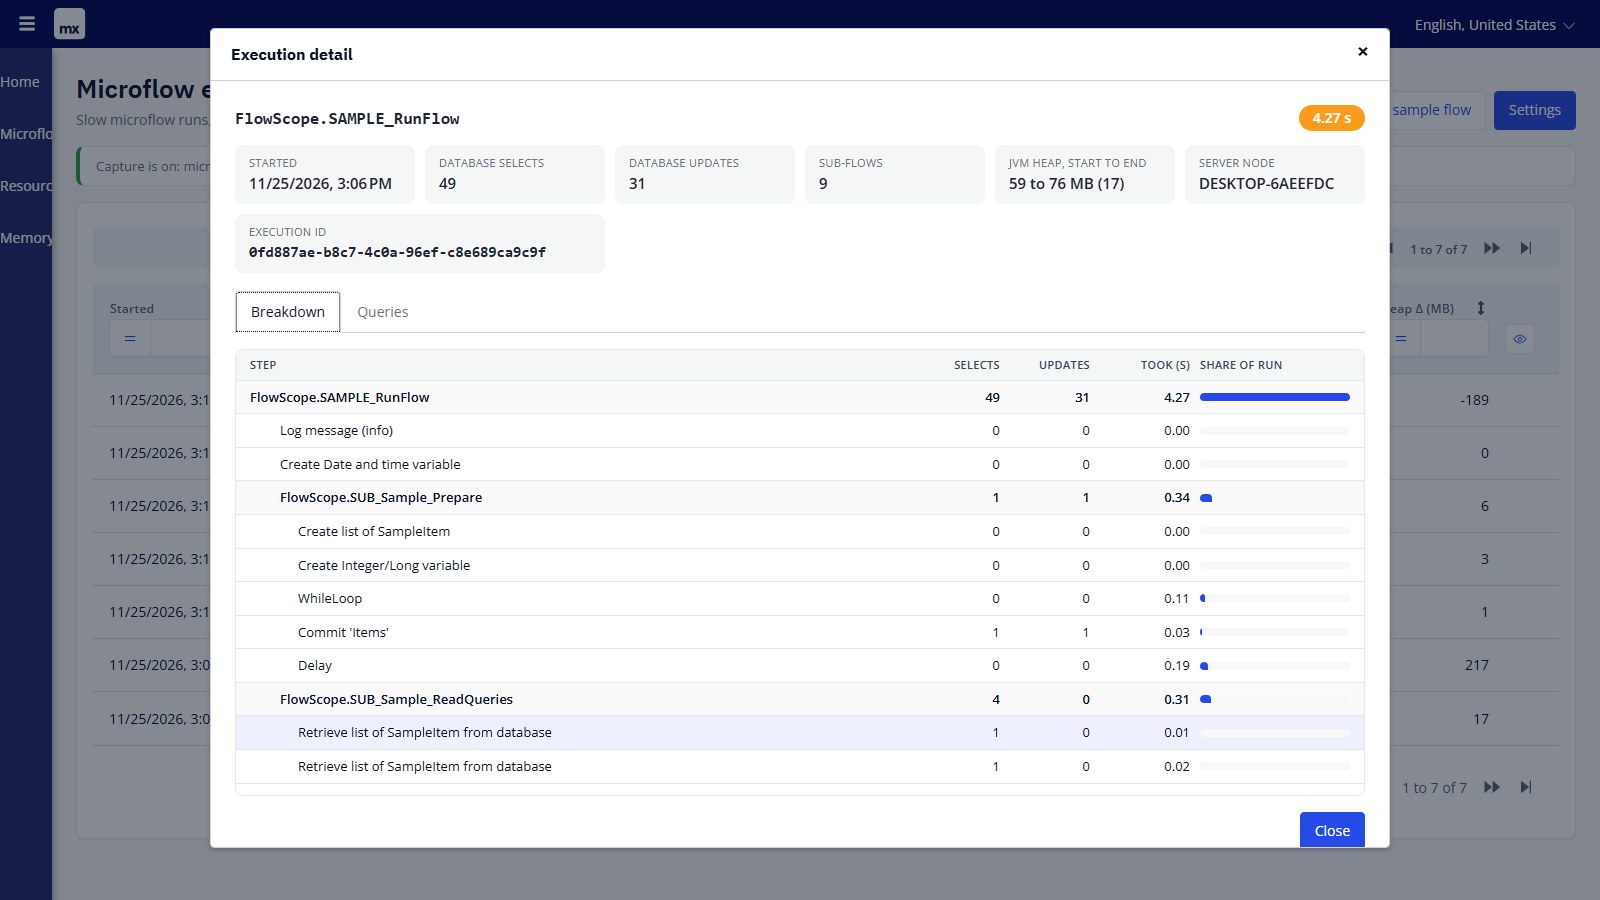 mx
English, United States
Home
Microflo
Resourc
Memory
Microflow e
Slow microflow runs,
sample flow
Settings
Capture is on: micr
1 to 7 of 7
Started
eap Δ (MB)
=
=
11/25/2026, 3:1
-189
11/25/2026, 3:1
0
11/25/2026, 3:1
6
11/25/2026, 3:1
3
11/25/2026, 3:1
1
11/25/2026, 3:0
217
11/25/2026, 3:0
17
1 to 7 of 7
Execution detail
×
FlowScope.SAMPLE_RunFlow
4.27 s
STARTED
11/25/2026, 3:06 PM
DATABASE SELECTS
49
DATABASE UPDATES
31
SUB-FLOWS
9
JVM HEAP, START TO END
59 to 76 MB (17)
SERVER NODE
DESKTOP-6AEEFDC
EXECUTION ID
0fd887ae-b8c7-4c0a-96ef-c8e689ca9c9f
Breakdown Queries
STEP SELECTS UPDATES TOOK (S) SHARE OF RUN
FlowScope.SAMPLE_RunFlow 49 31 4.27
Log message (info) 0 0 0.00
Create Date and time variable 0 0 0.00
FlowScope.SUB_Sample_Prepare 1 1 0.34
Create list of SampleItem 0 0 0.00
Create Integer/Long variable 0 0 0.00
WhileLoop 0 0 0.11
Commit 'Items' 1 1 0.03
Delay 0 0 0.19
FlowScope.SUB_Sample_ReadQueries 4 0 0.31
Retrieve list of SampleItem from database 1 0 0.01
Retrieve list of SampleItem from database 1 0 0.02
Close